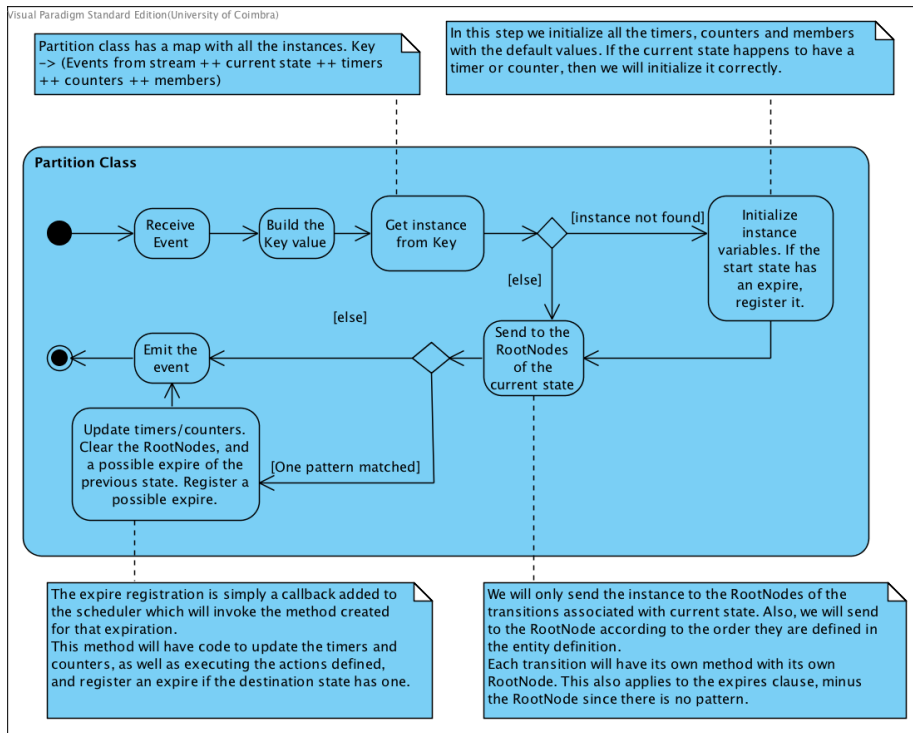 Visual Paradigm Standard Edition(University of Coimbra)
Partition class has a map with all the instances. Key
-> (Events from stream ++ current state ++ timers
++ counters ++ members)
In this step we initialize all the timers, counters and members
with the default values. If the current state happens to have a
timer or counter, then we will initialize it correctly.
Partition Class
Receive
Event
Build the
Key value
Get instance
from Key
[instance not found]
Initialize
instance
variables. If the
start state has
an expire,
register it.
[else]
[else]
Send to the
RootNodes
of the
current state
Emit the
event
Update timers/counters.
Clear the RootNodes, and
a possible expire of the
previous state. Register a
possible expire.
[One pattern matched]
The expire registration is simply a callback added to
the scheduler which will invoke the method created
for that expiration.
This method will have code to update the timers and
counters, as well as executing the actions defined,
and register an expire if the destination state has one.
We will only send the instance to the RootNodes of the
transitions associated with current state. Also, we will send
to the RootNode according to the order they are defined in
the entity definition.
Each transition will have its own method with its own
RootNode. This also applies to the expires clause, minus
the RootNode since there is no pattern.